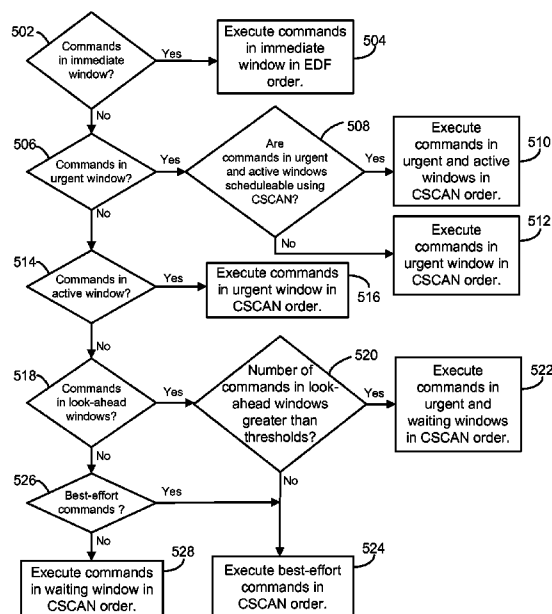 502
Commands
in immediate
window?
Yes
Execute commands
in immediate
window in EDF
order.
504
No
506
Commands in
urgent window?
Yes
508
Are
commands in urgent
and active windows
scheduleable using
CSCAN?
Yes
Execute
commands in
urgent and active
windows in
CSCAN order.
510
No
No
512
Execute
commands in
urgent window in
CSCAN order.
514
Commands in
active window?
Yes
Execute commands
in urgent window in
CSCAN order.
516
No
518
Commands
in look-ahead
windows?
Yes
520
Number of
commands in look-
ahead windows
greater than
thresholds?
Yes
Execute
commands in
urgent and
waiting windows
in CSCAN order.
522
No
No
526
Best-effort
commands ?
Yes
No
528
Execute commands
in waiting window in
CSCAN order.
524
Execute best-effort
commands in
CSCAN order.